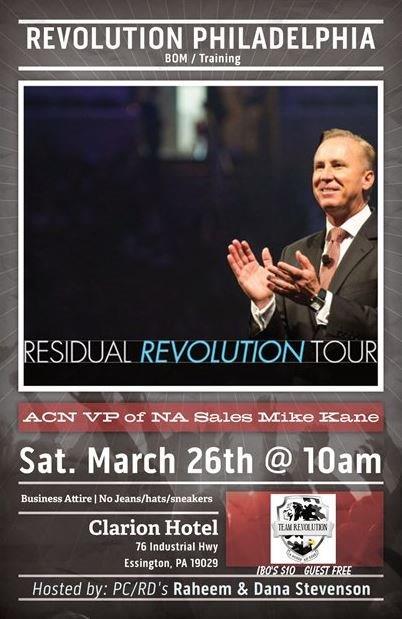 REVOLUTION PHILADELPHIA
BOM / Training
RESIDUAL REVOLUTION TOUR
ACN VP of NA Sales Mike Kane
Sat. March 26th @ 10am
Business Attire | No Jeans/hats/sneakers
Clarion Hotel
76 Industrial Hwy
Essington, PA 19029
TEAM REVOLUTION
IBO'S $10 GUEST FREE
Hosted by: PC/RD's Raheem & Dana Stevenson